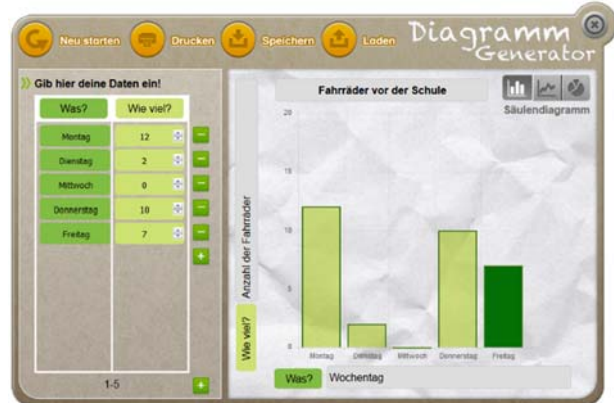 Neu starten
Drucken
Speichern
Laden
Diagramm
Generator
Gib hier deine Daten ein!
Was? Wie viel?
Montag 12
Dienstag 2
Mittwoch 0
Donnerstag 10
Freitag 7
1-5
Fahrräder vor der Schule
Säulendiagramm
Anzahl der Fahrräder
Wie viel?
20
15
10
5
0
Montag Dienstag Mittwoch Donnerstag Freitag
Was? Wochentag